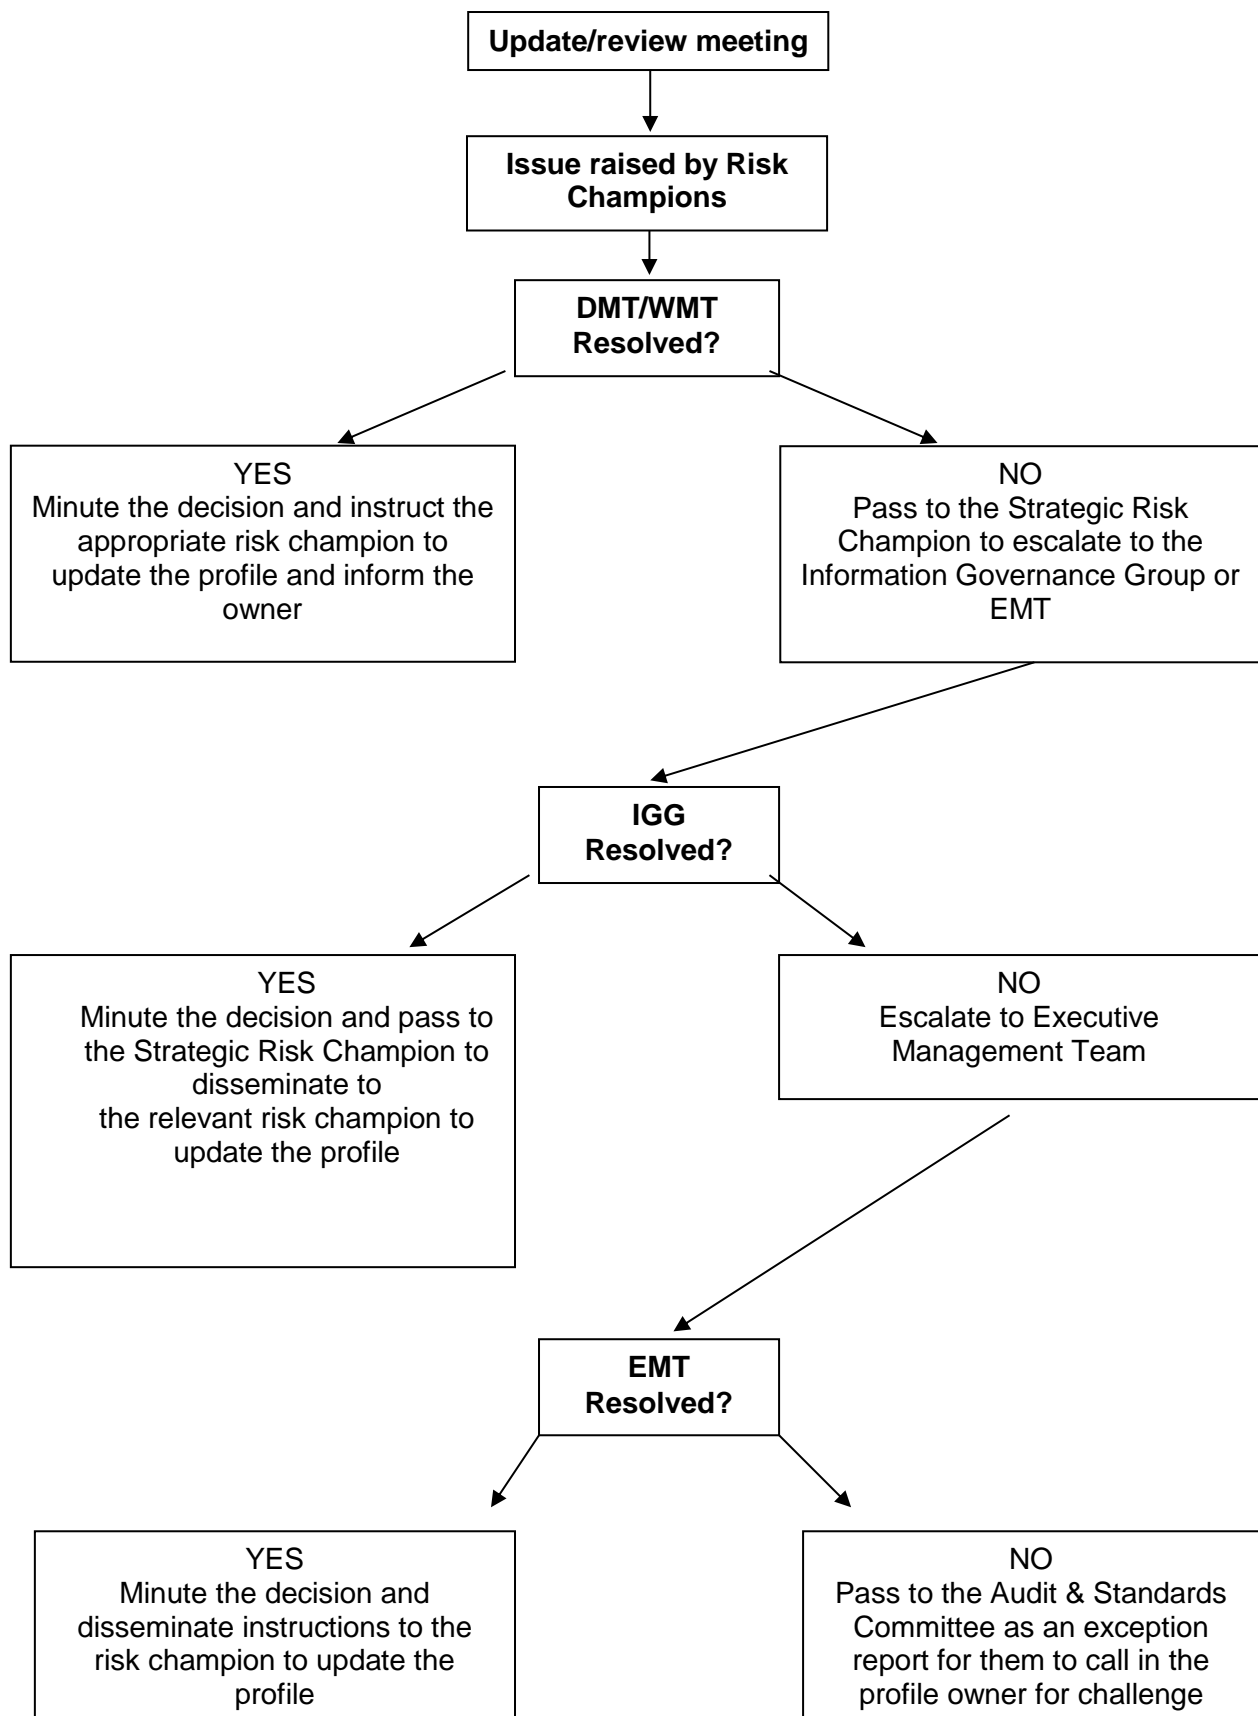 Update/review meeting
Issue raised by Risk
Champions
DMT/WMT
Resolved?
YES
Minute the decision and instruct the
appropriate risk champion to
update the profile and inform the
owner
NO
Pass to the Strategic Risk
Champion to escalate to the
Information Governance Group or
EMT
IGG
Resolved?
YES
Minute the decision and pass to
the Strategic Risk Champion to
disseminate to
the relevant risk champion to
update the profile
NO
Escalate to Executive
Management Team
EMT
Resolved?
YES
Minute the decision and
disseminate instructions to the
risk champion to update the
profile
NO
Pass to the Audit & Standards
Committee as an exception
report for them to call in the
profile owner for challenge